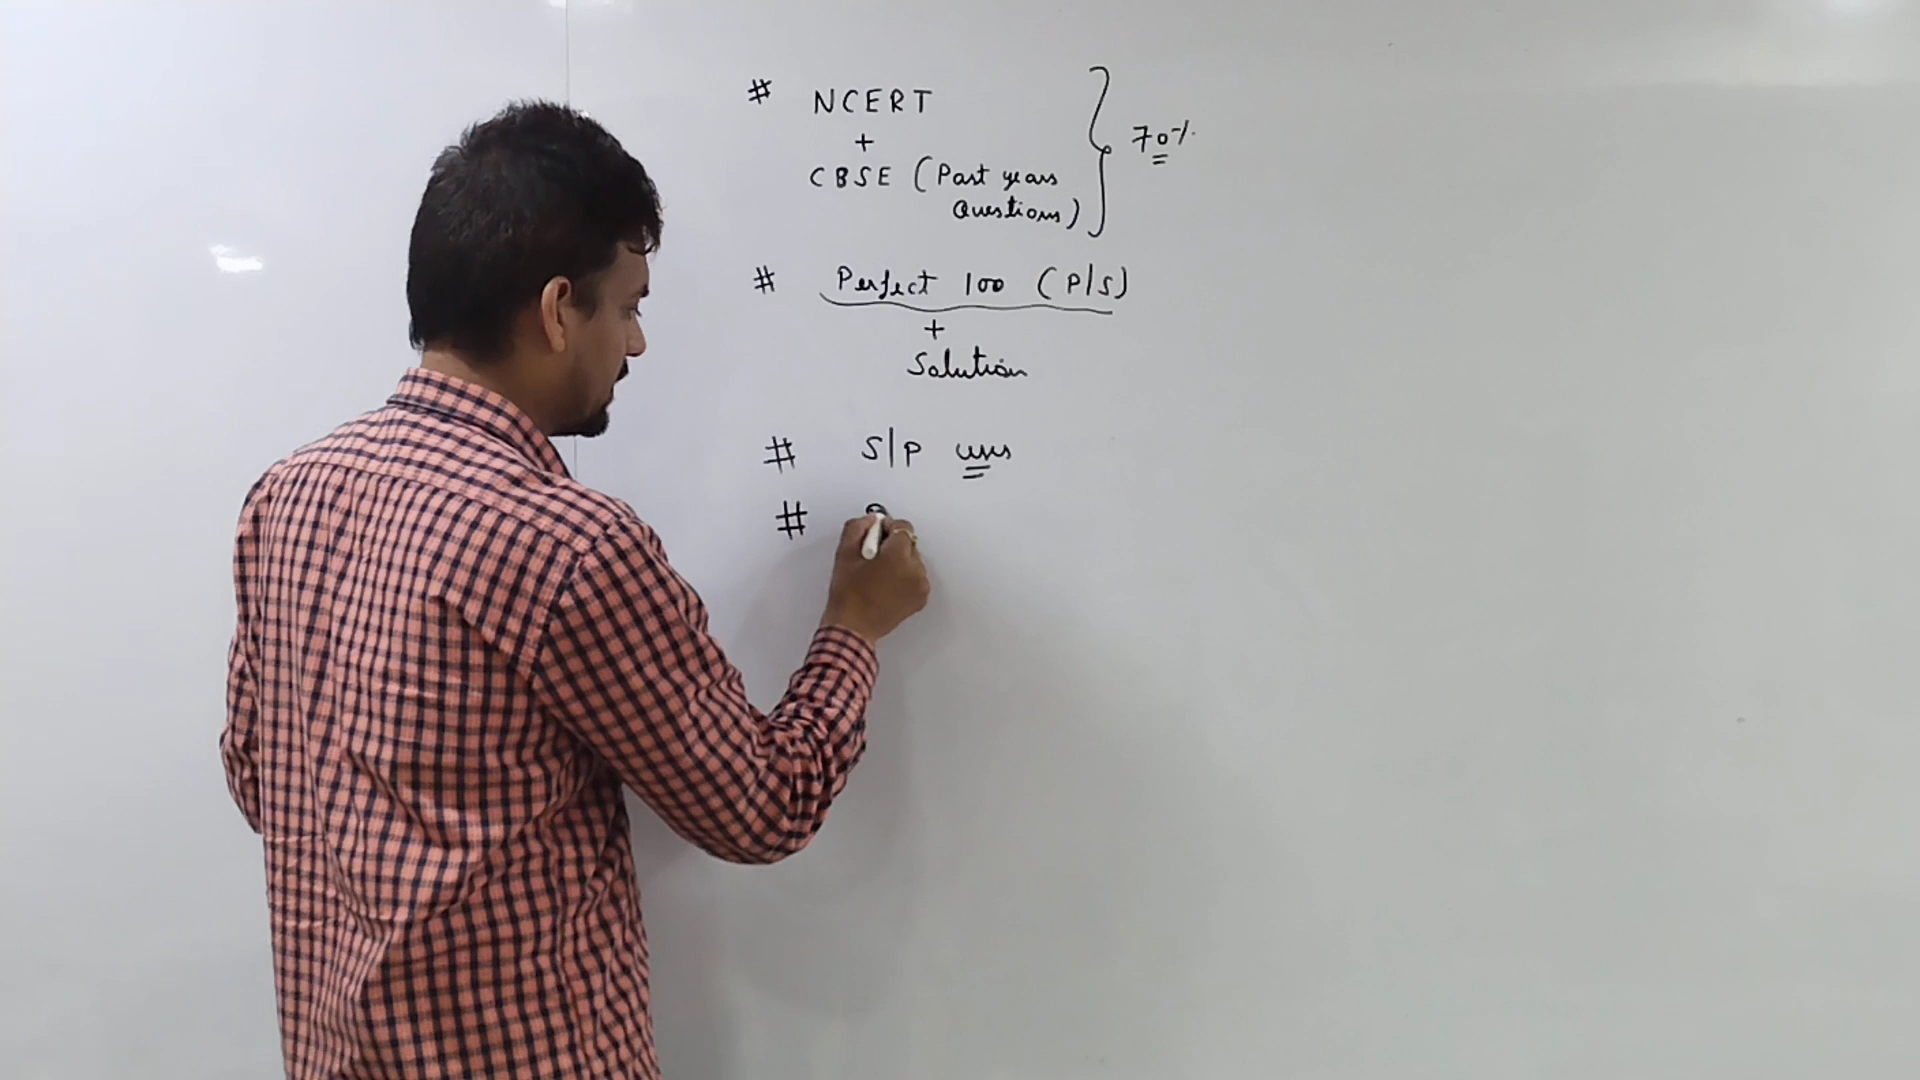 # NCERT
+
CBSE (Past years
Questions)
70%
# Perfect 100 (P/S)
+
Solution
# S/P
#